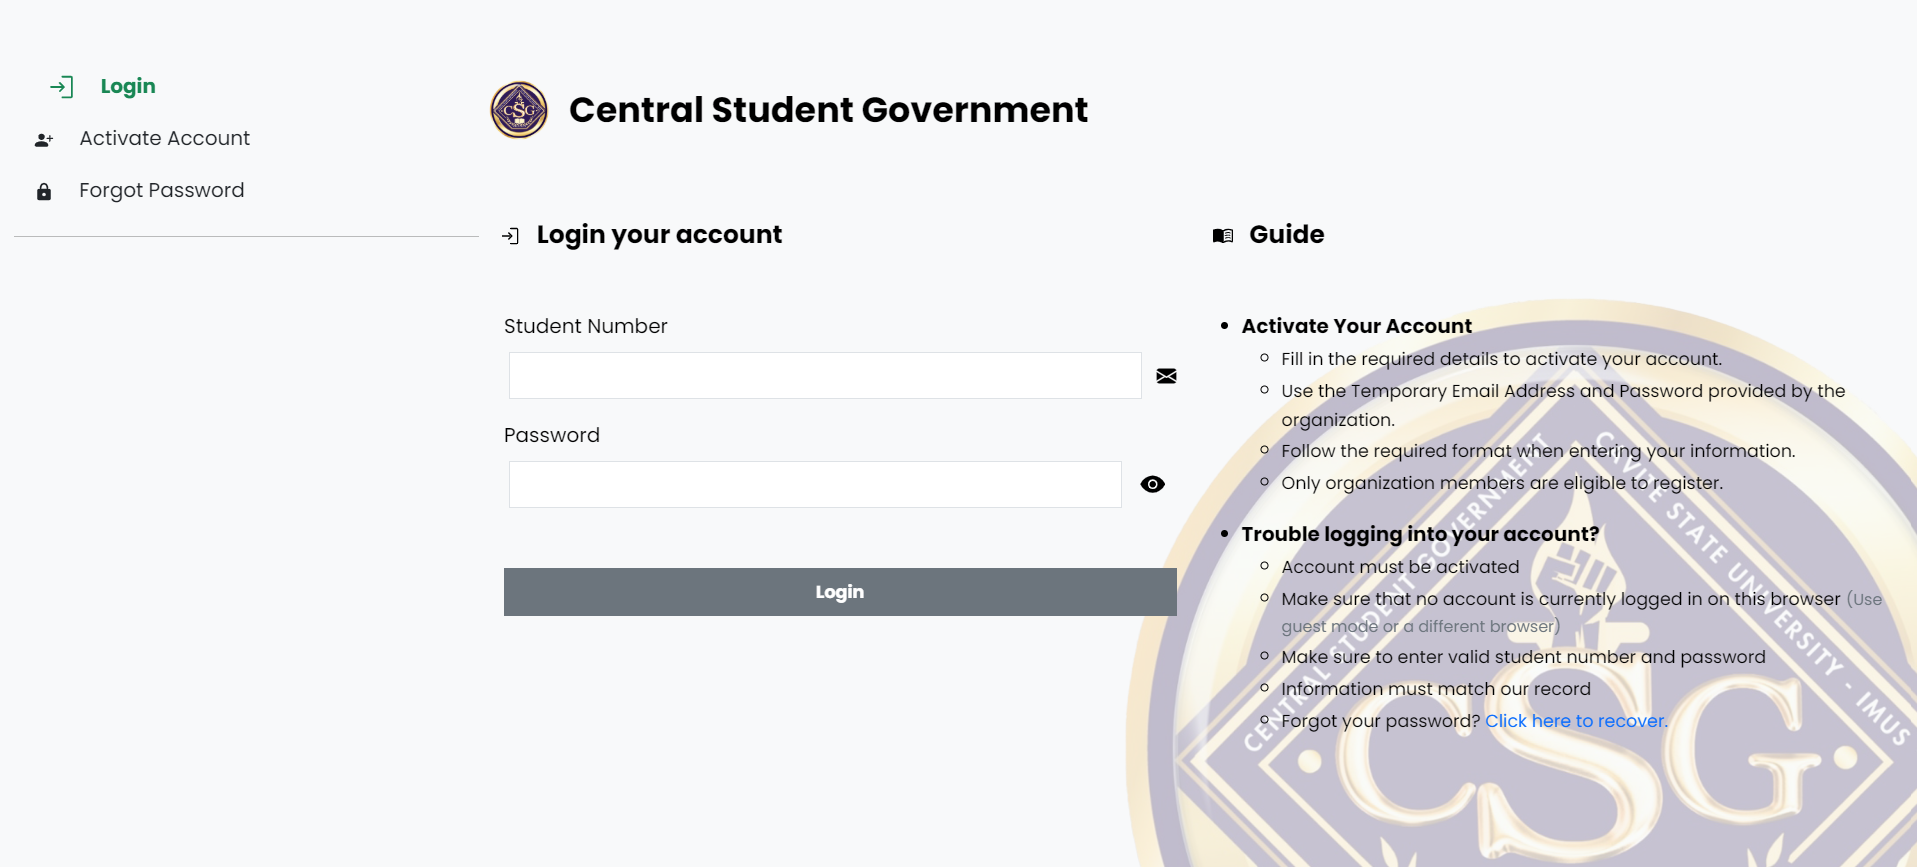 Login
Activate Account
Forgot Password
CSG
Central Student Government
Login your account
Student Number
Password
Login
Guide
Activate Your Account
Fill in the required details to activate your account.
Use the Temporary Email Address and Password provided by the
organization.
Follow the required format when entering your information.
Only organization members are eligible to register.
Trouble logging into your account?
Account must be activated
Make sure that no account is currently logged in on this browser (Use
guest mode or a different browser)
Make sure to enter valid student number and password
Information must match our record
Forgot your password? Click here to recover.
CENTRAL STUDENT GOVERNMENT
CAVITE STATE UNIVERSITY - IMUS
CSG